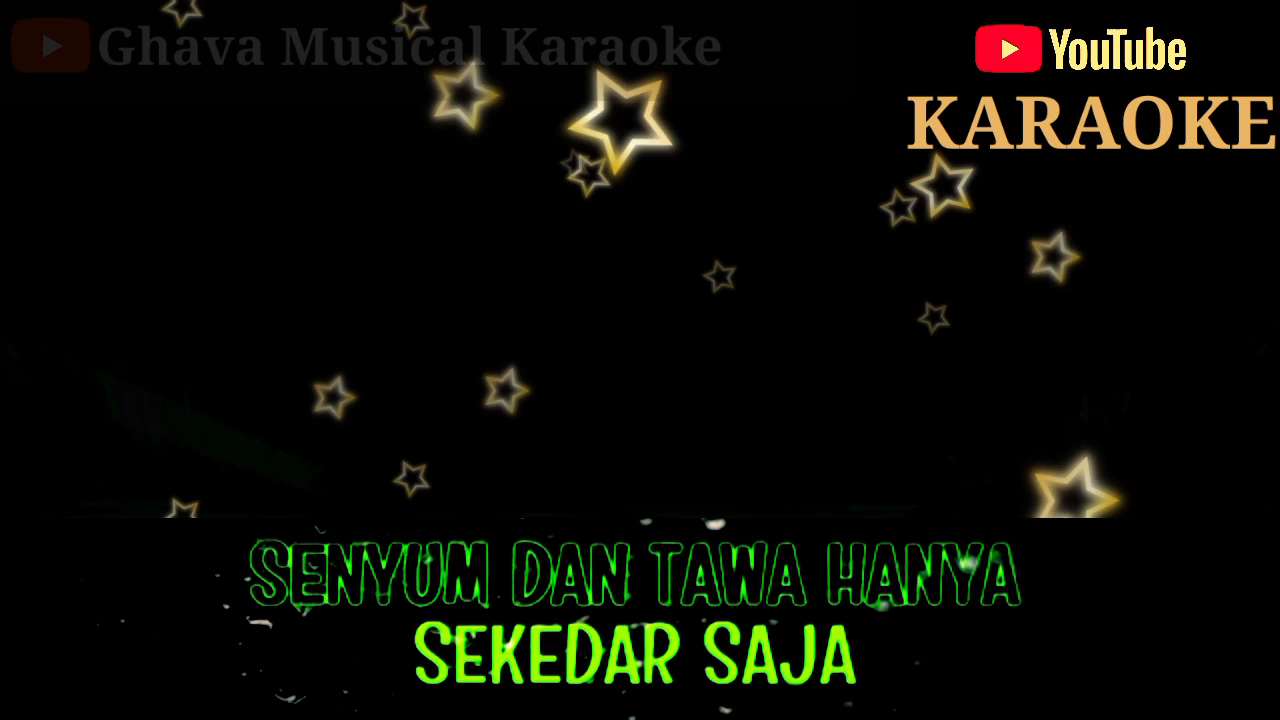 Ghava Musical Karaoke
YouTube
KARAOKE
SENYUM DAN TAWA HANYA
SEKEDAR SAJA